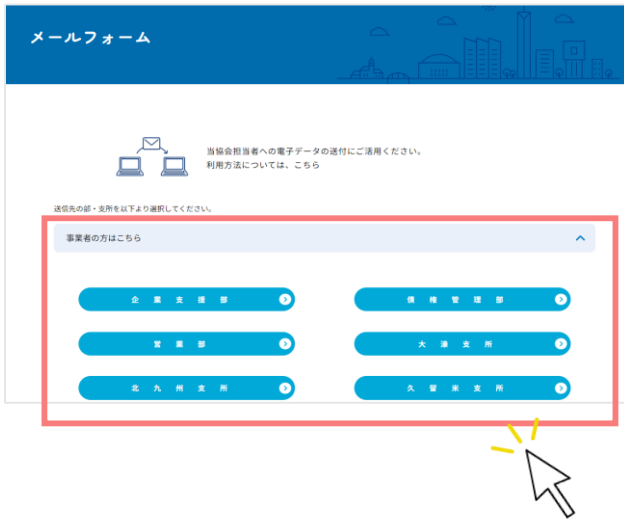 メールフォーム
当協会担当者への電子データの送付にご活用ください。
利用方法については、こちら
送信先の部・支所を以下より選択してください。
事業者の方はこちら
企業支援部
債権管理部
営業部
大濠支所
北九州支所
久留米支所